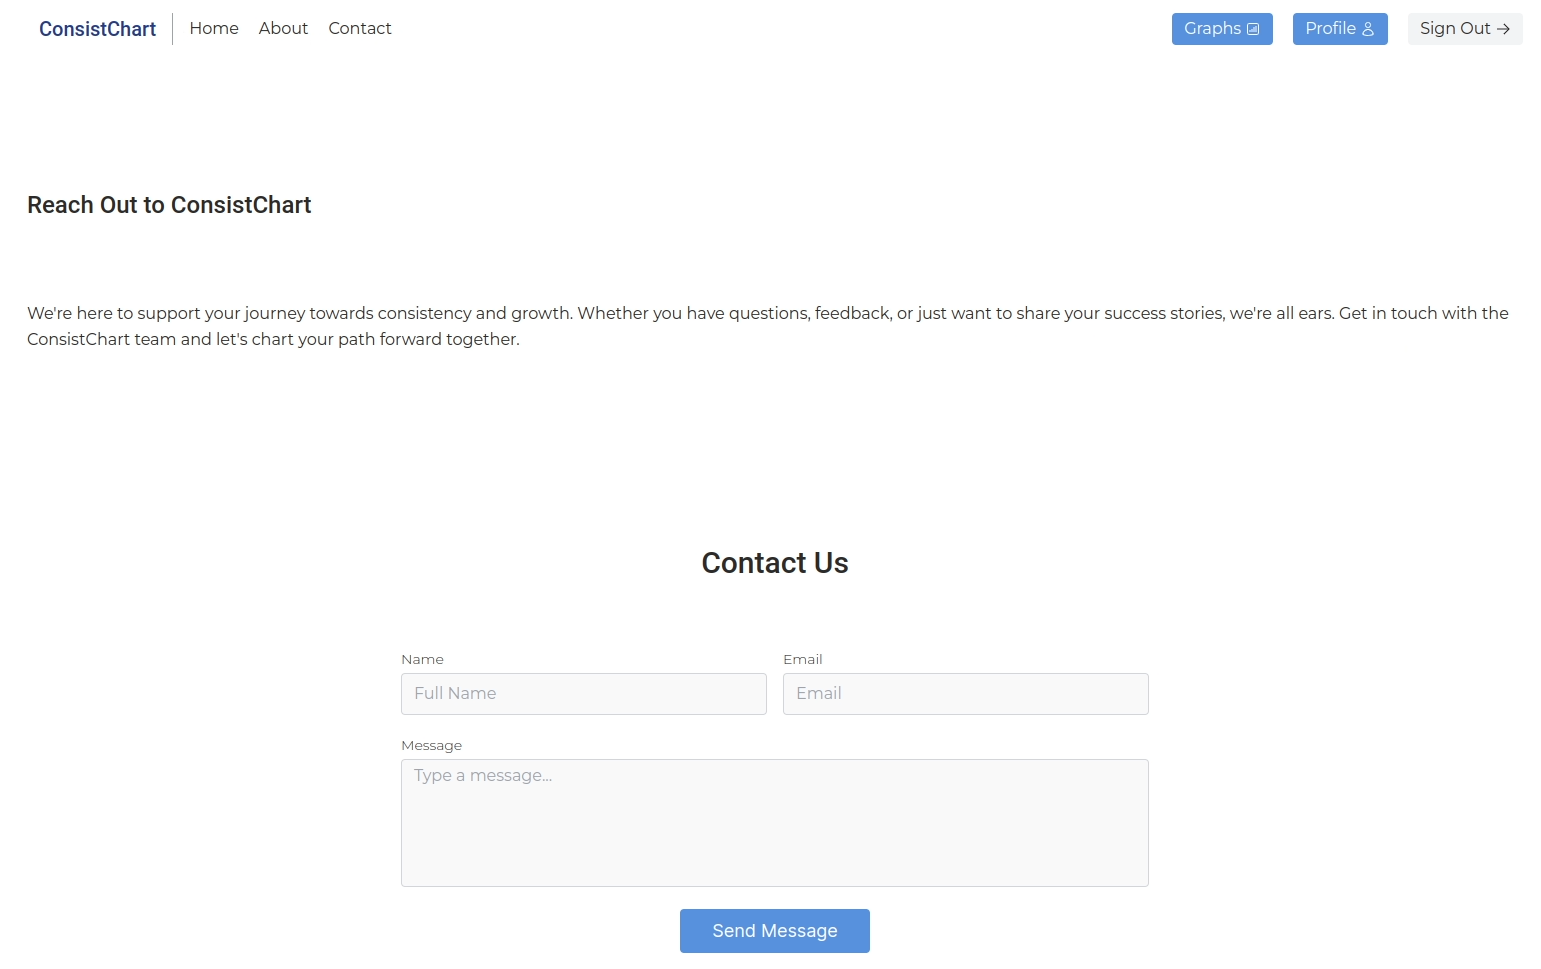 ConsistChart
Home
About
Contact
Graphs
Profile
Sign Out
Reach Out to ConsistChart
We're here to support your journey towards consistency and growth. Whether you have questions, feedback, or just want to share your success stories, we're all ears. Get in touch with the
ConsistChart team and let's chart your path forward together.
Contact Us
Name
Email
Full Name
Email
Message
Type a message...
Send Message